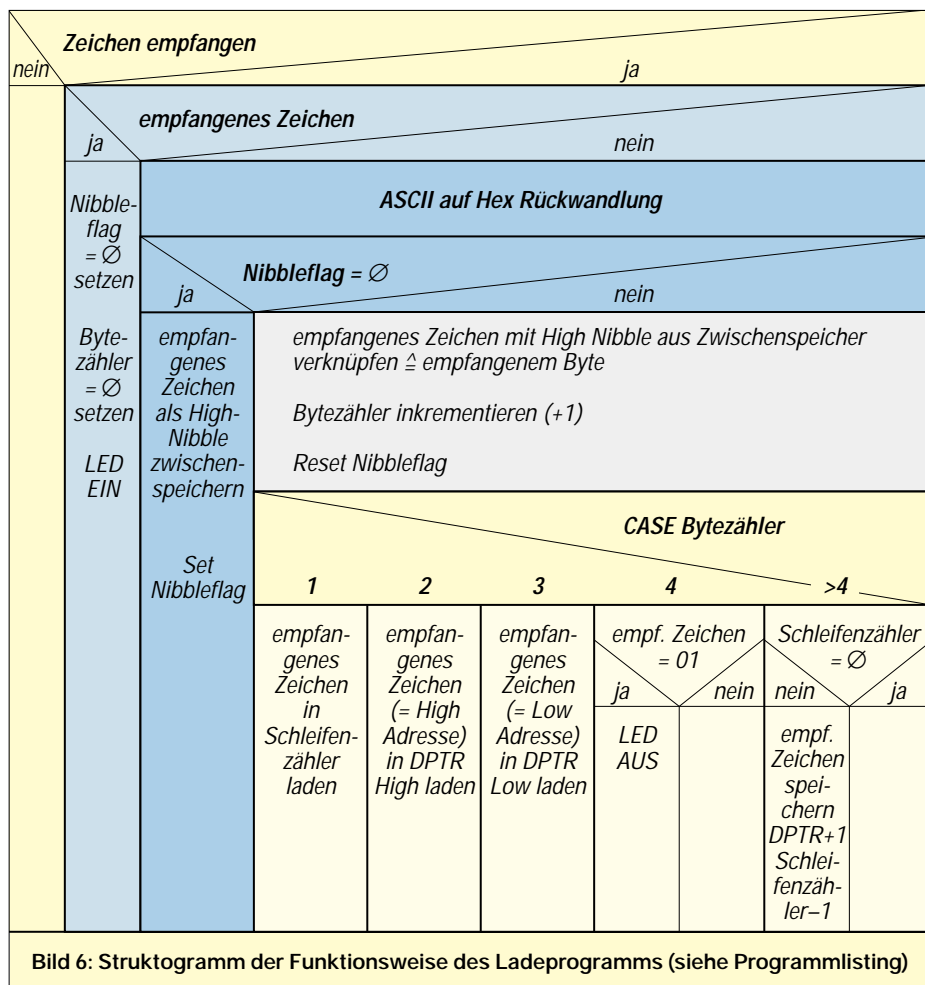 Zeichen empfangen
nein
ja
empfangenes Zeichen
ja
nein
ASCII auf Hex Rückwandlung
Nibble-
flag
= Ø
setzen
Byte-
zähler
= Ø
setzen
LED
EIN
Nibbleflag = Ø
ja
nein
empfan-
genes
Zeichen
als High-
Nibble
zwischen-
speichern
Set
Nibbleflag
empfangenes Zeichen mit High Nibble aus Zwischenspeicher
verknüpfen ≙ empfangenem Byte
Bytezähler inkrementieren (+1)
Reset Nibbleflag
CASE Bytezähler
1
2
3
4
>4
empfan-
genes
Zeichen
in
Schleifen-
zähler
laden
empfan-
genes
Zeichen
(= High
Adresse)
in DPTR
High laden
empfan-
genes
Zeichen
(= Low
Adresse)
in DPTR
Low laden
empf. Zeichen
= 01
ja
nein
LED
AUS
Schleifenzähler
= Ø
nein
ja
empf.
Zeichen
spei-
chern
DPTR+1
Schlei-
fenzäh-
ler–1
Bild 6: Struktogramm der Funktionsweise des Ladeprogramms (siehe Programmlisting)